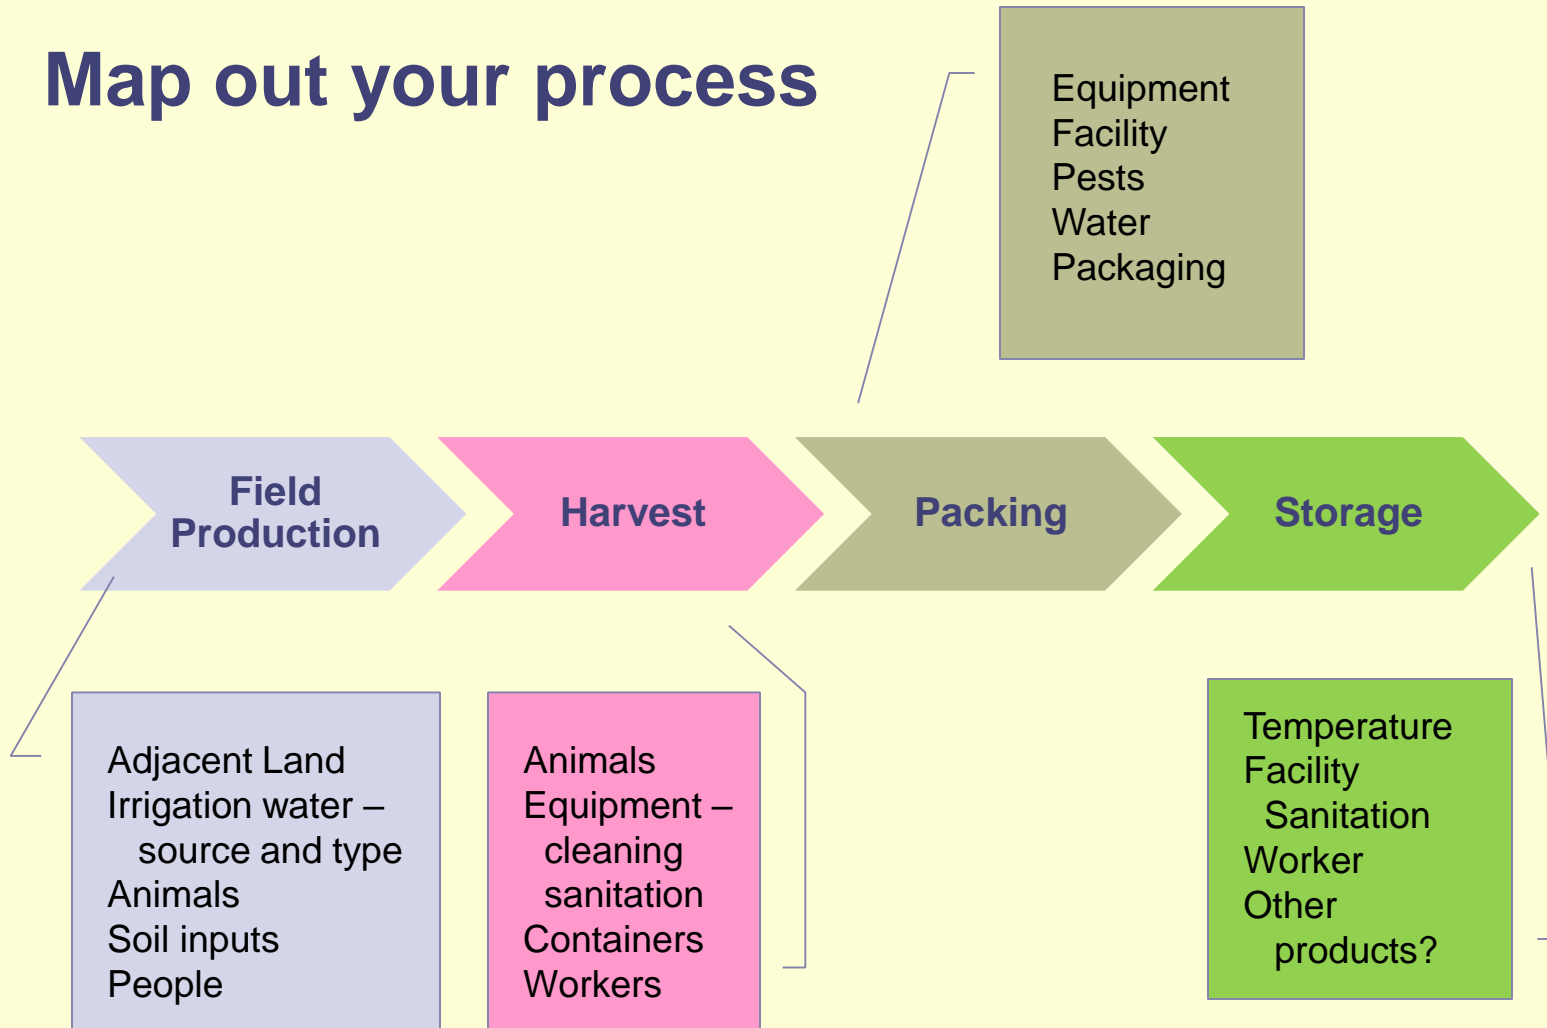 Map out your process
Equipment
Facility
Pests
Water
Packaging
Field
Production
Harvest
Packing
Storage
Adjacent Land
Irrigation water –
source and type
Animals
Soil inputs
People
Animals
Equipment –
cleaning
sanitation
Containers
Workers
Temperature
Facility
Sanitation
Worker
Other
products?